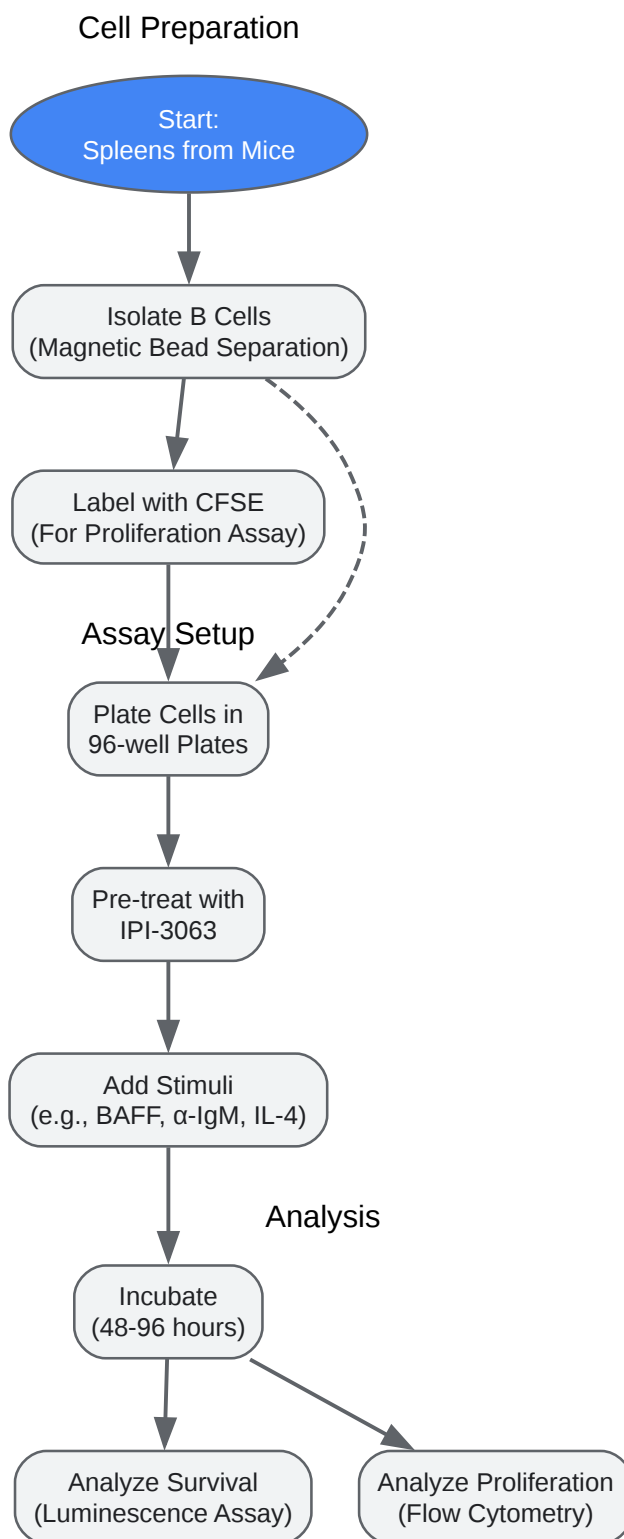 Cell Preparation
Start:
Spleens from Mice
Isolate B Cells
(Magnetic Bead Separation)
Label with CFSE
(For Proliferation Assay)
Assay Setup
Plate Cells in
96-well Plates
Pre-treat with
IPI-3063
Add Stimuli
(e.g., BAFF, α-IgM, IL-4)
Analysis
Incubate
(48-96 hours)
Analyze Survival
(Luminescence Assay)
Analyze Proliferation
(Flow Cytometry)